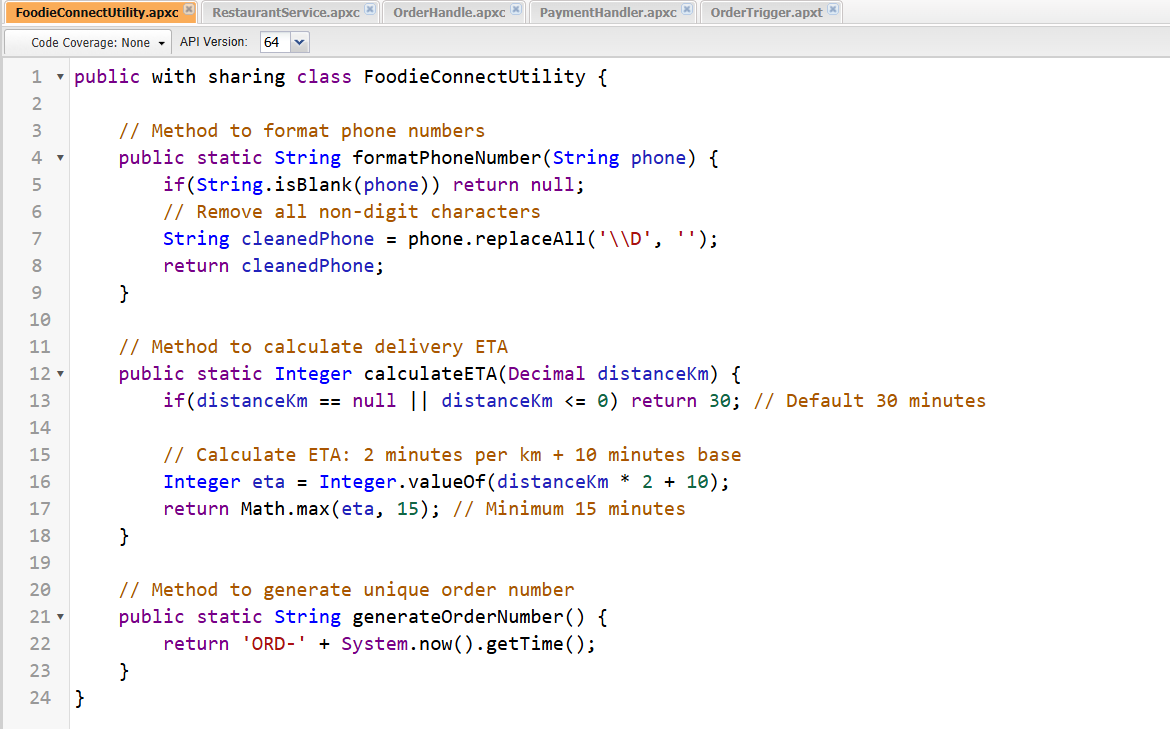 FoodieConnectUtility.apxc RestaurantService.apxc OrderHandle.apxc PaymentHandler.apxc OrderTrigger.apxt
Code Coverage: None API Version: 64
1 public with sharing class FoodieConnectUtility {
2
3 // Method to format phone numbers
4 public static String formatPhoneNumber(String phone) {
5 if(String.isBlank(phone)) return null;
6 // Remove all non-digit characters
7 String cleanedPhone = phone.replaceAll('\\D', '');
8 return cleanedPhone;
9 }
10
11 // Method to calculate delivery ETA
12 public static Integer calculateETA(Decimal distanceKm) {
13 if(distanceKm == null || distanceKm <= 0) return 30; // Default 30 minutes
14
15 // Calculate ETA: 2 minutes per km + 10 minutes base
16 Integer eta = Integer.valueOf(distanceKm * 2 + 10);
17 return Math.max(eta, 15); // Minimum 15 minutes
18 }
19
20 // Method to generate unique order number
21 public static String generateOrderNumber() {
22 return 'ORD-' + System.now().getTime();
23 }
24 }